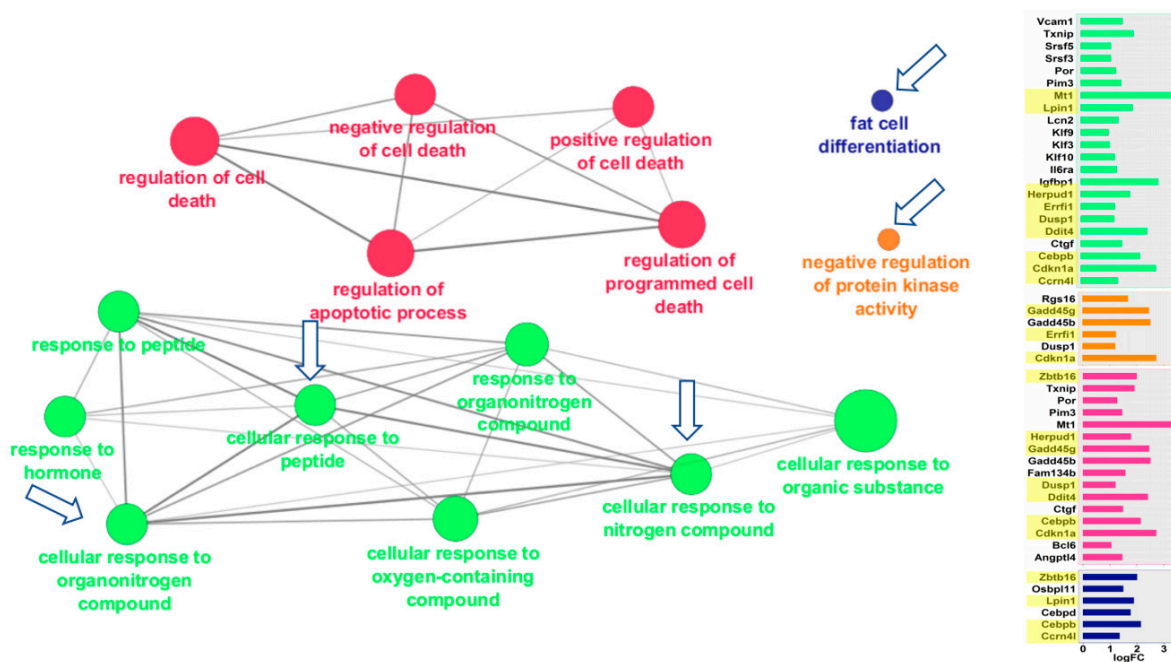 negative regulation
of cell death
positive regulation
of cell death
regulation of cell
death
regulation of
apoptotic process
regulation of
programmed cell
death
fat cell
differentiation
negative regulation
of protein kinase
activity
response to peptide
response to
organonitrogen
compound
cellular response to
peptide
response to
hormone
cellular response to
organic substance
cellular response to
nitrogen compound
cellular response to
organonitrogen
compound
cellular response to
oxygen-containing
compound
Vcam1
Txnip
Srsf5
Srsf3
Por
Pim3
Mt1
Lpin1
Lcn2
Klf9
Klf3
Klf10
Il6ra
Igfbp1
Herpud1
Errfi1
Dusp1
Ddit4
Ctgf
Cebpb
Cdkn1a
Ccrn4l
Rgs16
Gadd45g
Gadd45b
Errfi1
Dusp1
Cdkn1a
Zbtb16
Txnip
Por
Pim3
Mt1
Herpud1
Gadd45g
Gadd45b
Fam134b
Dusp1
Ddit4
Ctgf
Cebpb
Cdkn1a
Bcl6
Angptl4
Zbtb16
Osbpl11
Lpin1
Cebpd
Cebpb
Ccrn4l
0 1 2 3
logFC